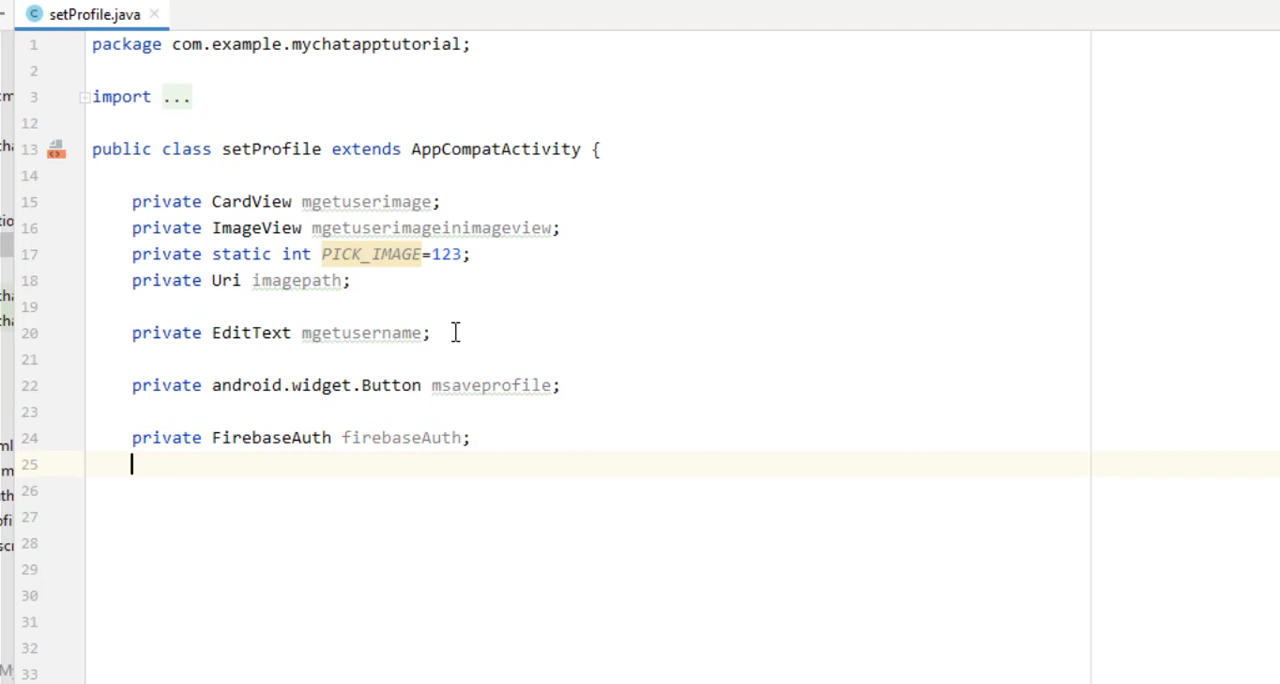 setProfile.java
1 package com.example.mychatapptutorial;
2
3 import ...
12
13 public class setProfile extends AppCompatActivity {
14
15 private CardView mgetuserimage;
16 private ImageView mgetuserimageinimageview;
17 private static int PICK_IMAGE=123;
18 private Uri imagepath;
19
20 private EditText mgetusername;
21
22 private android.widget.Button msaveprofile;
23
24 private FirebaseAuth firebaseAuth;
25
26
27
28
29
30
31
32
33